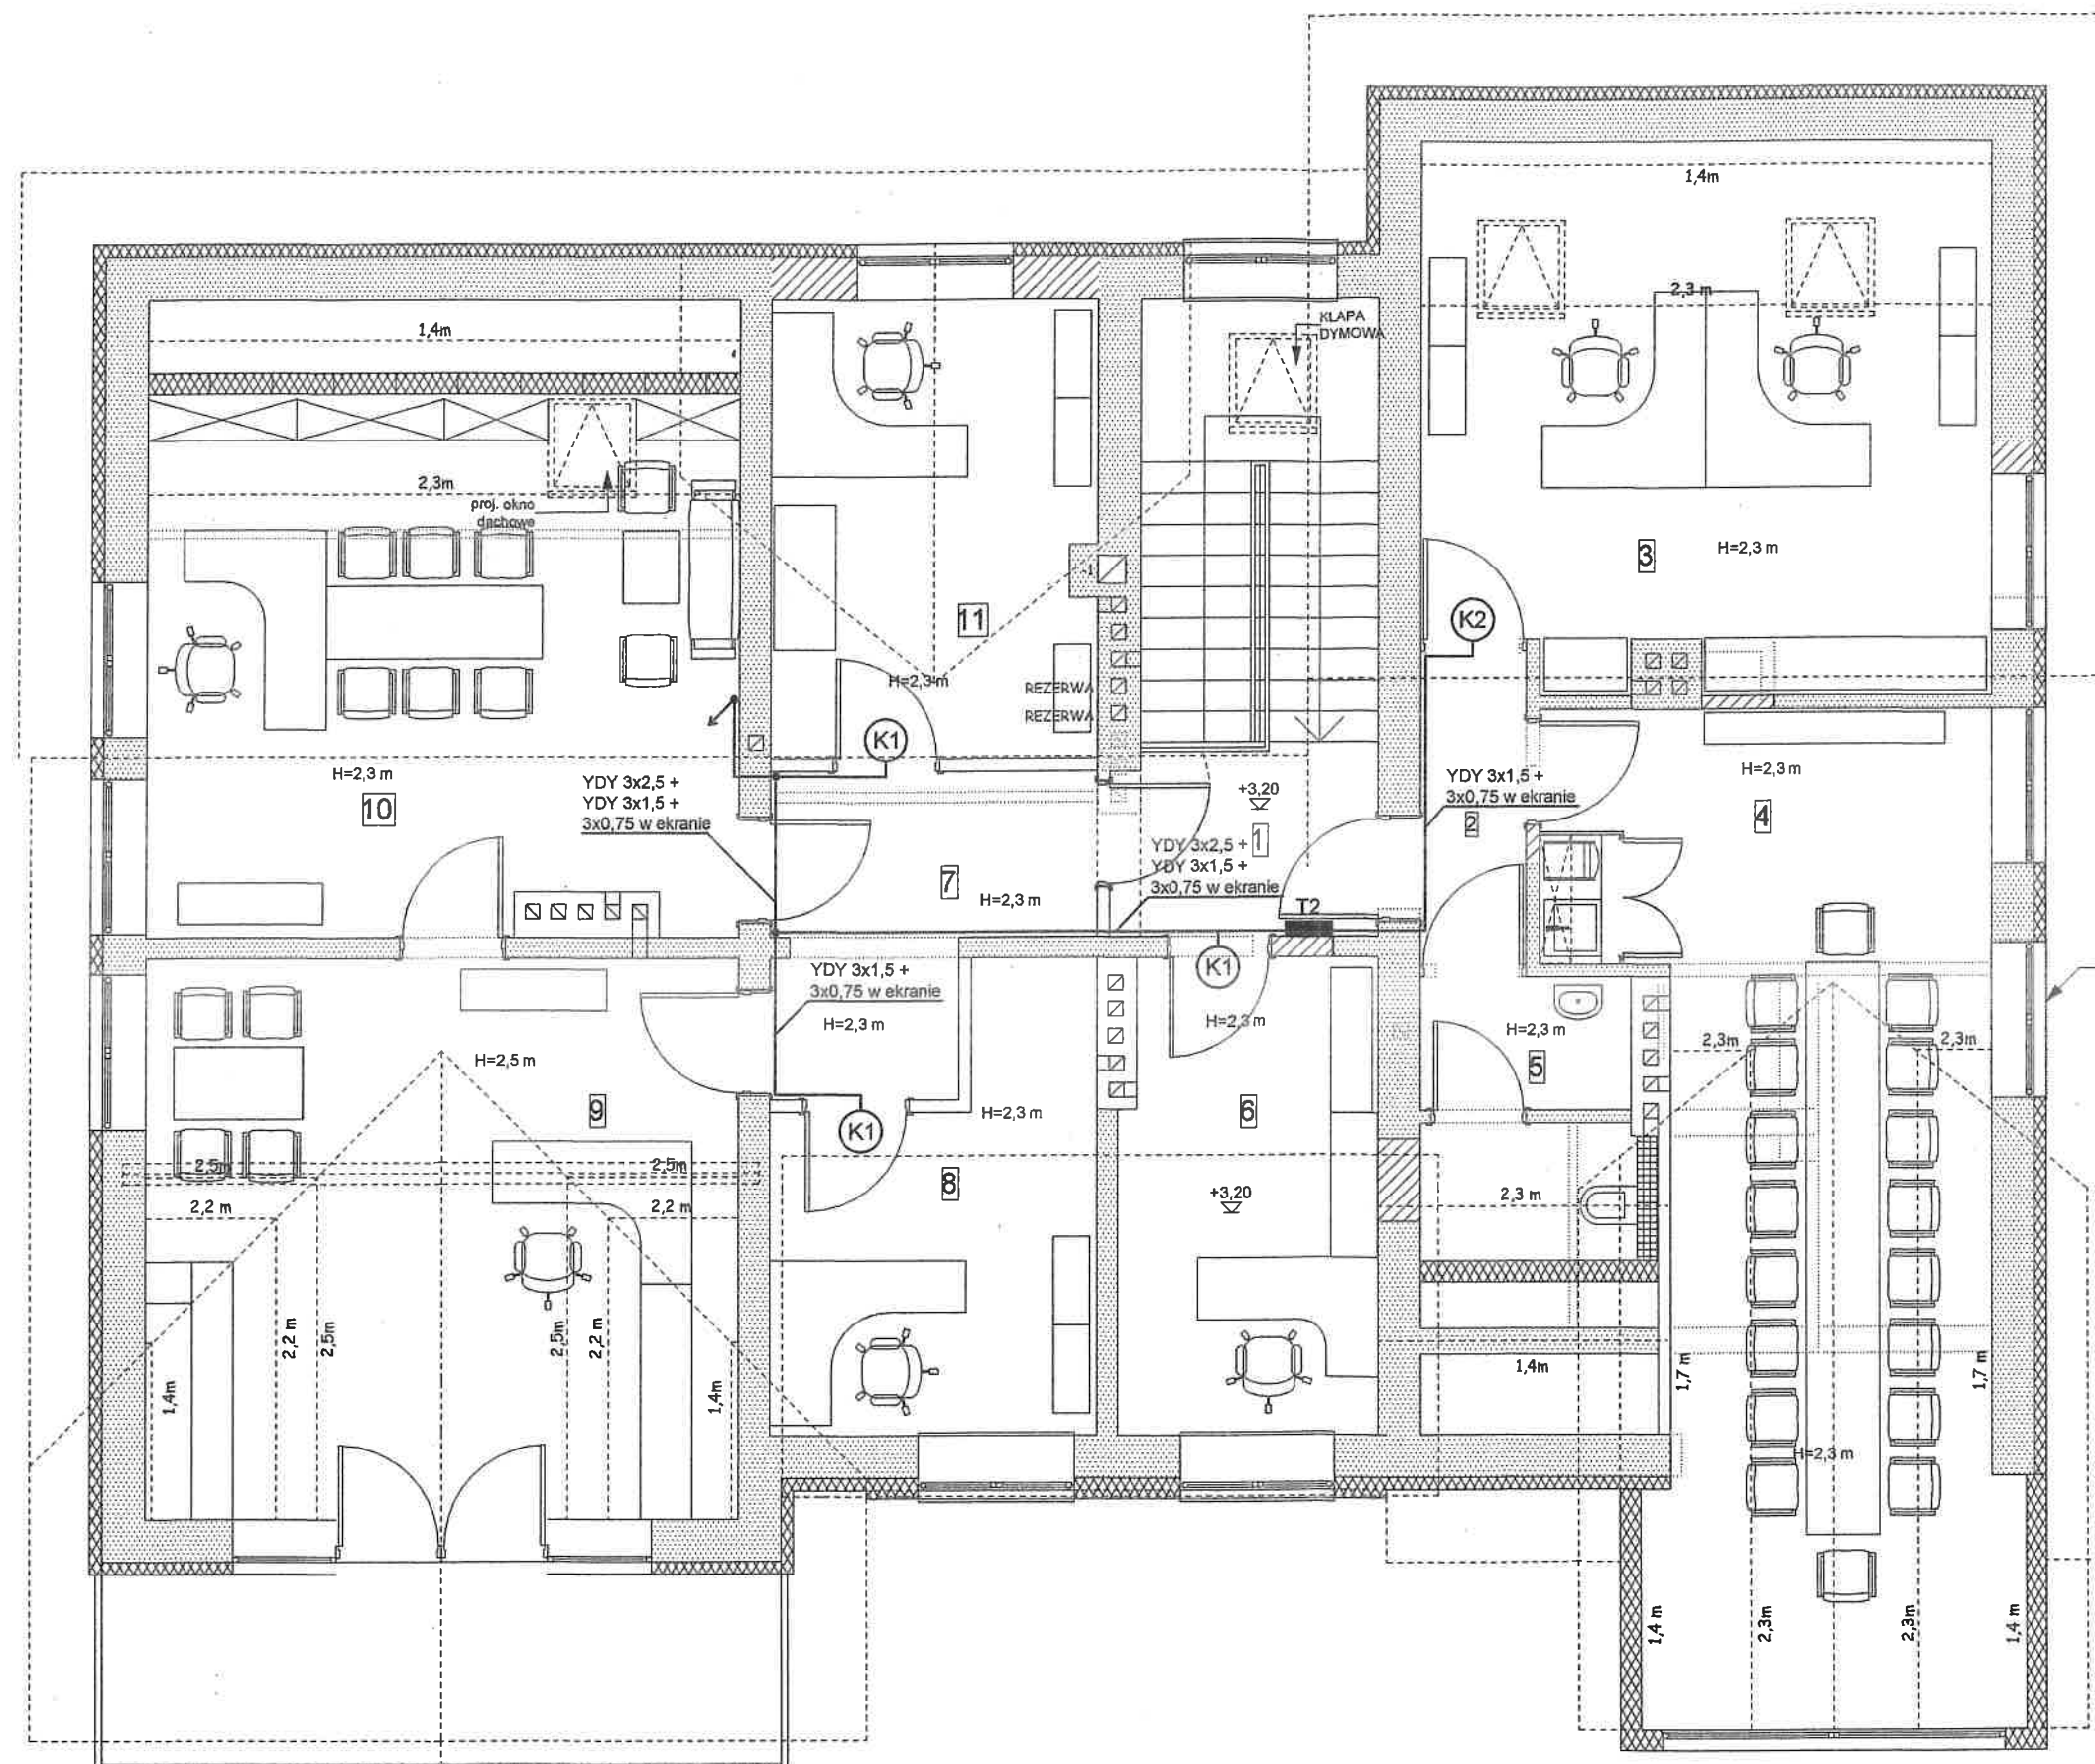 1,4m
2,3 m
KLAPA
DYMOWA
1,4m
2,3m
proj. okno
dachowe
3
H=2,3 m
-1
11
K2
H=2,3 m
REZERWA
REZERWA
K1
H=2,3 m
10
YDY 3x2,5 +
YDY 3x1,5 +
3x0,75 w ekranie
+3,20
1
YDY 3x1,5 +
3x0,75 w ekranie
2
H=2,3 m
4
YDY 3x2,5 +
YDY 3x1,5 +
3x0,75 w ekranie
7
H=2,3 m
T2
YDY 3x1,5 +
3x0,75 w ekranie
H=2,3 m
K1
H=2,3 m
H=2,3 m
5
2,3m
2,3m
H=2,5 m
9
H=2,3 m
K1
6
8
2,5m
2,5m
2,2 m
2,2 m
+3,20
2,3 m
2,2 m
2,5m
2,5m
2,2 m
1,4m
1,4m
1,4m
1,7 m
1,7 m
H=2,3 m
1,4 m
2,3m
2,3m
1,4 m